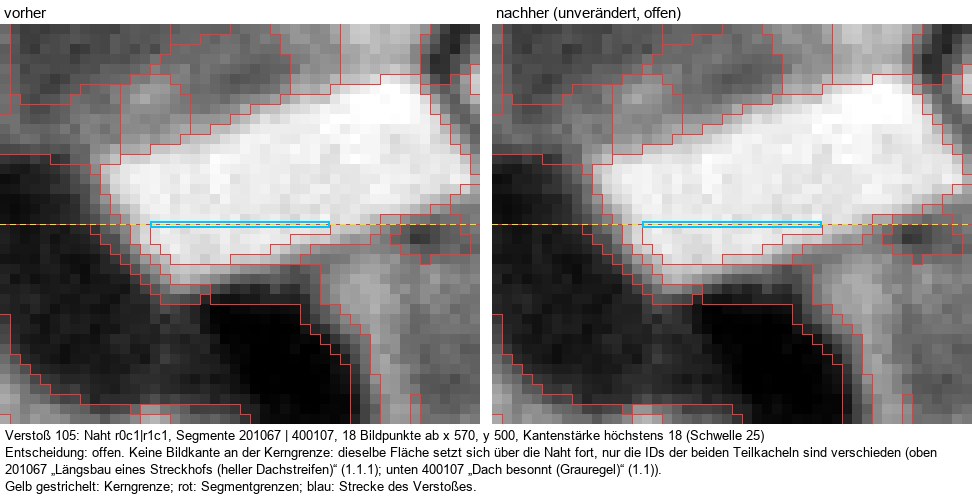 vorher
nachher (unverändert, offen)
Verstoß 105: Naht r0c1|r1c1, Segmente 201067 | 400107, 18 Bildpunkte ab x 570, y 500, Kantenstärke höchstens 18 (Schwelle 25)
Entscheidung: offen. Keine Bildkante an der Kerngrenze: dieselbe Fläche setzt sich über die Naht fort, nur die IDs der beiden Teilkacheln sind verschieden (oben
201067 „Längsbau eines Streckhofs (heller Dachstreifen)“ (1.1.1); unten 400107 „Dach besonnt (Grauregel)“ (1.1)).
Gelb gestrichelt: Kerngrenze; rot: Segmentgrenzen; blau: Strecke des Verstoßes.